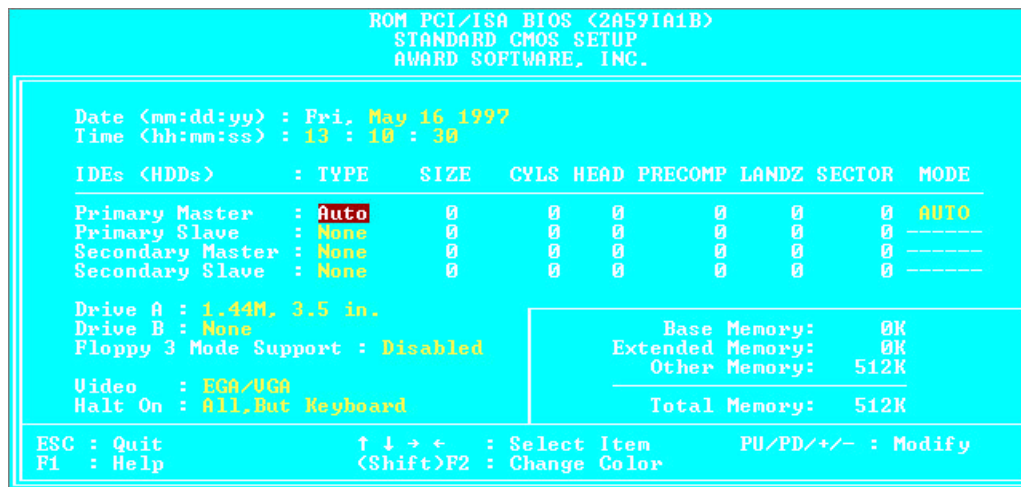 ROM PCI/ISA BIOS (2A59IA1B)
STANDARD CMOS SETUP
AWARD SOFTWARE, INC.
Date (mm:dd:yy) : Fri, May 16 1997
Time (hh:mm:ss) : 13 : 10 : 30
IDEs (HDDs) : TYPE SIZE CYLS HEAD PRECOMP LANDZ SECTOR MODE
Primary Master : Auto 0 0 0 0 0 0 AUTO
Primary Slave : None 0 0 0 0 0 0 ------
Secondary Master : None 0 0 0 0 0 0 ------
Secondary Slave : None 0 0 0 0 0 0 ------
Drive A : 1.44M, 3.5 in.
Drive B : None
Floppy 3 Mode Support : Disabled
Video : EGA/VGA
Halt On : All,But Keyboard
Base Memory: 0K
Extended Memory: 0K
Other Memory: 512K
Total Memory: 512K
ESC : Quit ↑ ↓ → ← : Select Item PU/PD/+/- : Modify
F1 : Help (Shift)F2 : Change Color